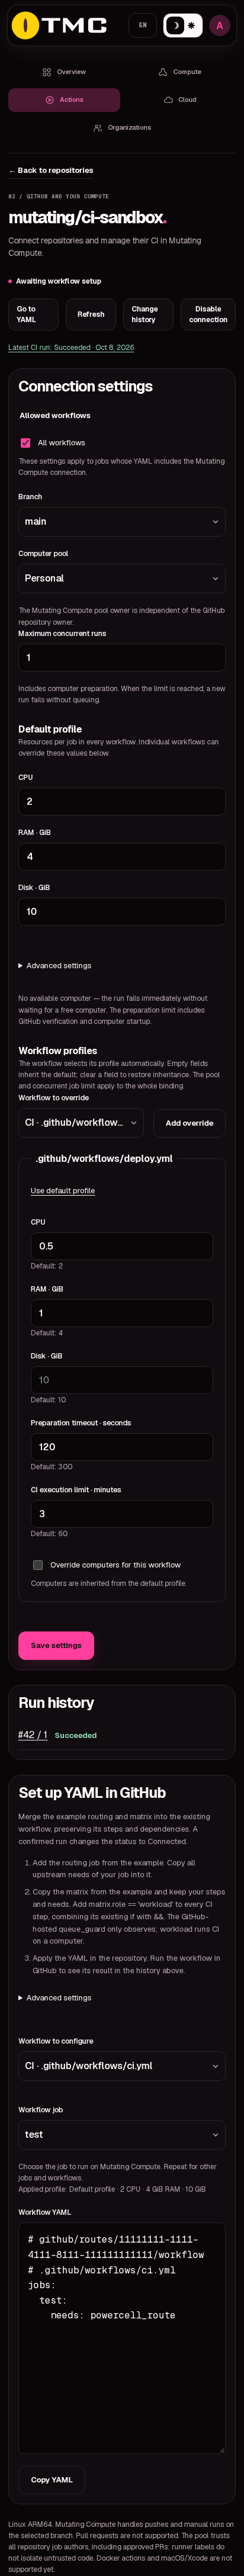 TMC
EN
A
Overview
Compute
Actions
Cloud
Organizations
← Back to repositories
03 / GITHUB AND YOUR COMPUTE
mutating/ci-sandbox.
Connect repositories and manage their CI in Mutating
Compute.
Awaiting workflow setup
Go to
YAML
Refresh
Change
history
Disable
connection
Latest CI run: Succeeded · Oct 8, 2026
Connection settings
Allowed workflows
All workflows
These settings apply to jobs whose YAML includes the Mutating
Compute connection.
Branch
main
Computer pool
Personal
The Mutating Compute pool owner is independent of the GitHub
repository owner.
Maximum concurrent runs
1
Includes computer preparation. When the limit is reached, a new
run fails without queuing.
Default profile
Resources per job in every workflow. Individual workflows can
override these values below.
CPU
2
RAM · GiB
4
Disk · GiB
10
Advanced settings
No available computer — the run fails immediately without
waiting for a free computer. The preparation limit includes
GitHub verification and computer startup.
Workflow profiles
The workflow selects its profile automatically. Empty fields
inherit the default; clear a field to restore inheritance. The pool
and concurrent job limit apply to the whole binding.
Workflow to override
CI · .github/workflow...
Add override
.github/workflows/deploy.yml
Use default profile
CPU
0.5
Default: 2
RAM · GiB
1
Default: 4
Disk · GiB
10
Default: 10
Preparation timeout · seconds
120
Default: 300
CI execution limit · minutes
3
Default: 60
Override computers for this workflow
Computers are inherited from the default profile.
Save settings
Run history
#42 / 1 Succeeded
Set up YAML in GitHub
Merge the example routing and matrix into the existing
workflow, preserving its steps and dependencies. A
confirmed run changes the status to Connected.
1. Add the routing job from the example. Copy all
upstream needs of your job into it.
2. Copy the matrix from the example and keep your steps
and needs. Add matrix.role == 'workload' to every CI
step, combining its existing if with &&. The GitHub-
hosted queue_guard only observes; workload runs CI
on a computer.
3. Apply the YAML in the repository. Run the workflow in
GitHub to see its result in the history above.
Advanced settings
Workflow to configure
CI · .github/workflows/ci.yml
Workflow job
test
Choose the job to run on Mutating Compute. Repeat for other
jobs and workflows.
Applied profile: Default profile · 2 CPU · 4 GiB RAM · 10 GiB
Workflow YAML
# github/routes/11111111-1111-
4111-8111-111111111111/workflow
# .github/workflows/ci.yml
jobs:
test:
needs: powercell_route
Copy YAML
Linux ARM64. Mutating Compute handles pushes and manual runs on
the selected branch. Pull requests are not supported. The pool trusts
all repository job authors, including approved PRs: runner labels do
not isolate untrusted code. Docker actions and macOS/Xcode are not
supported yet.